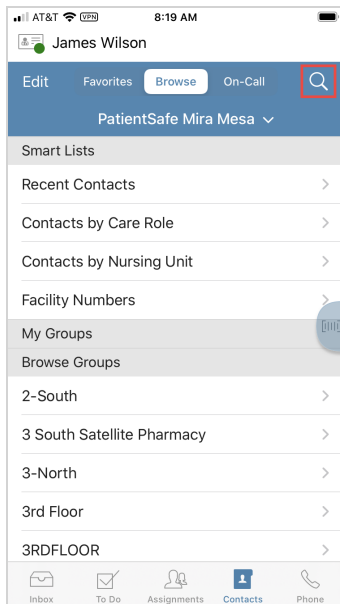 AT&T VPN 8:19 AM
James Wilson
Edit Favorites Browse On-Call
PatientSafe Mira Mesa
Smart Lists
Recent Contacts
Contacts by Care Role
Contacts by Nursing Unit
Facility Numbers
My Groups
Browse Groups
2-South
3 South Satellite Pharmacy
3-North
3rd Floor
3RDFLOOR
Inbox To Do Assignments Contacts Phone